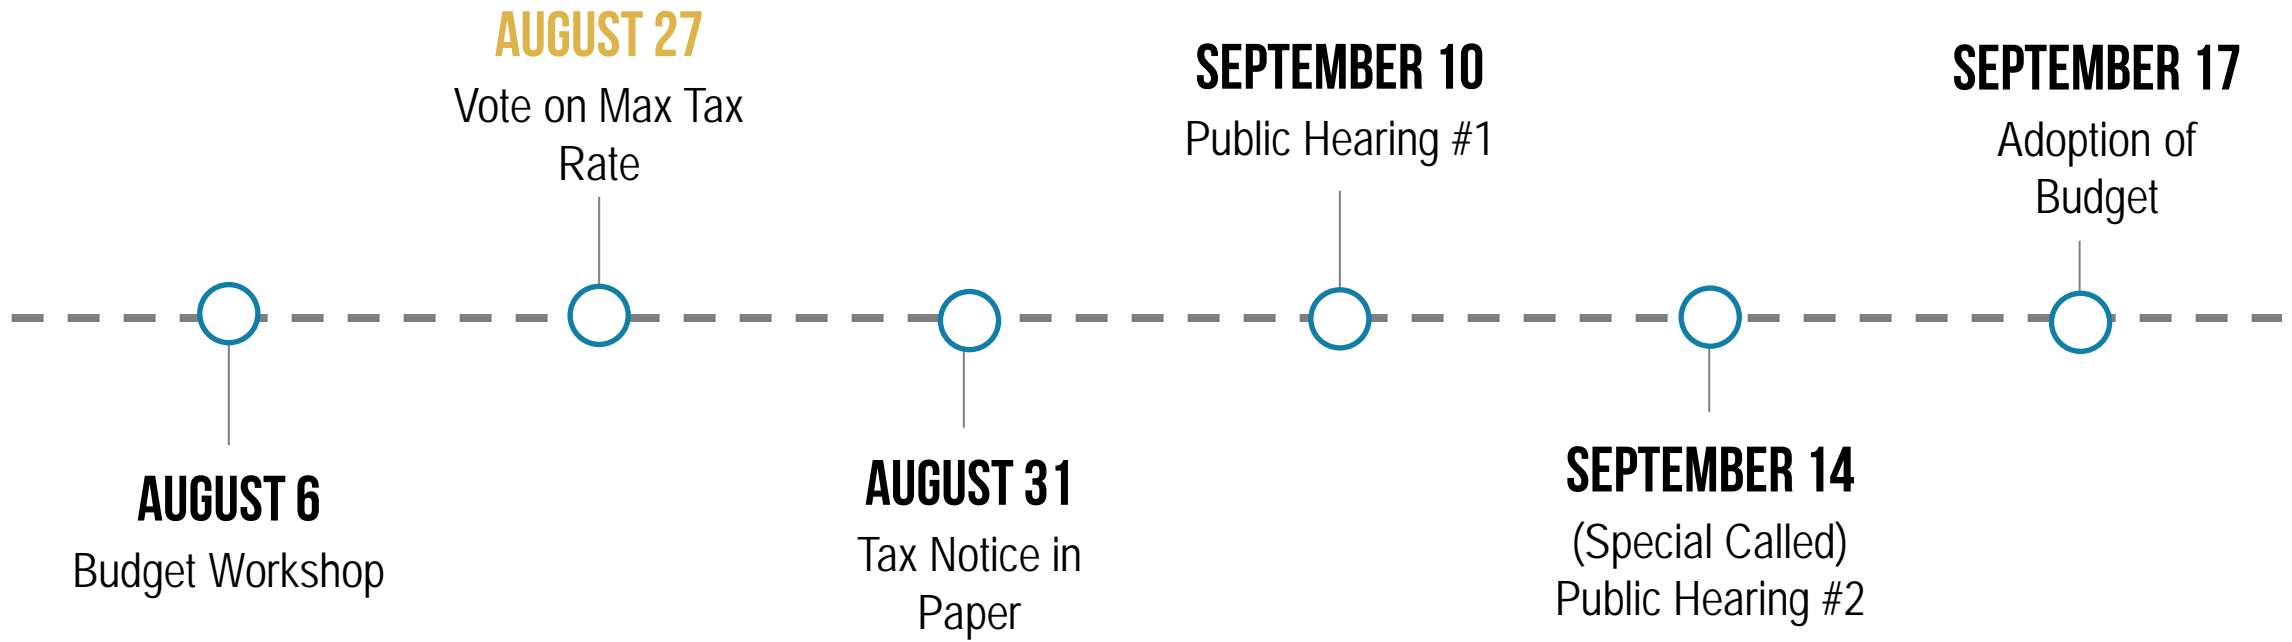 AUGUST 6
Budget Workshop
AUGUST 27
Vote on Max Tax
Rate
AUGUST 31
Tax Notice in
Paper
SEPTEMBER 10
Public Hearing #1
SEPTEMBER 14
(Special Called)
Public Hearing #2
SEPTEMBER 17
Adoption of
Budget